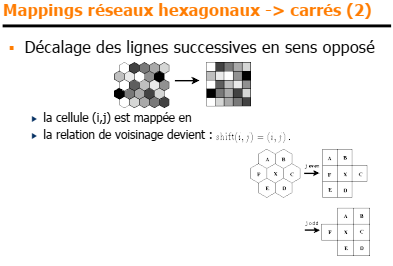 Mappings réseaux hexagonaux -> carrés (2)
Décalage des lignes successives en sens opposé
la cellule (i,j) est mappée en
la relation de voisinage devient : shift(i, j) = (i, j) .
A B
F X C
E D
j even
A B
F X C
E D
j odd
A B
F X C
E D